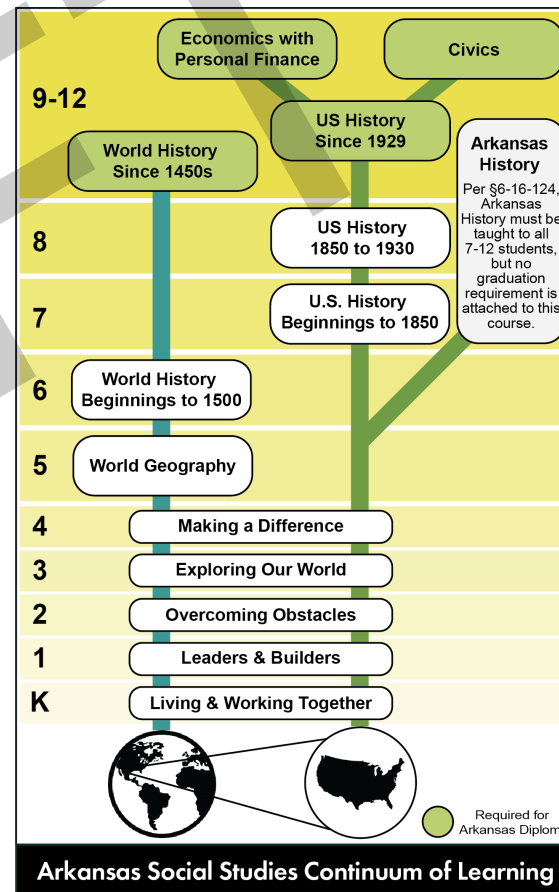 Economics with
Personal Finance
Civics
9-12
US History
Since 1929
World History
Since 1450s
Arkansas
History
Per §6-16-124,
Arkansas
History must be
taught to all
7-12 students,
but no
graduation
requirement is
attached to this
course.
8
US History
1850 to 1930
7
U.S. History
Beginnings to 1850
6
World History
Beginnings to 1500
5
World Geography
4
Making a Difference
3
Exploring Our World
2
Overcoming Obstacles
1
Leaders & Builders
K
Living & Working Together
Required for
Arkansas Diplom
Arkansas Social Studies Continuum of Learning